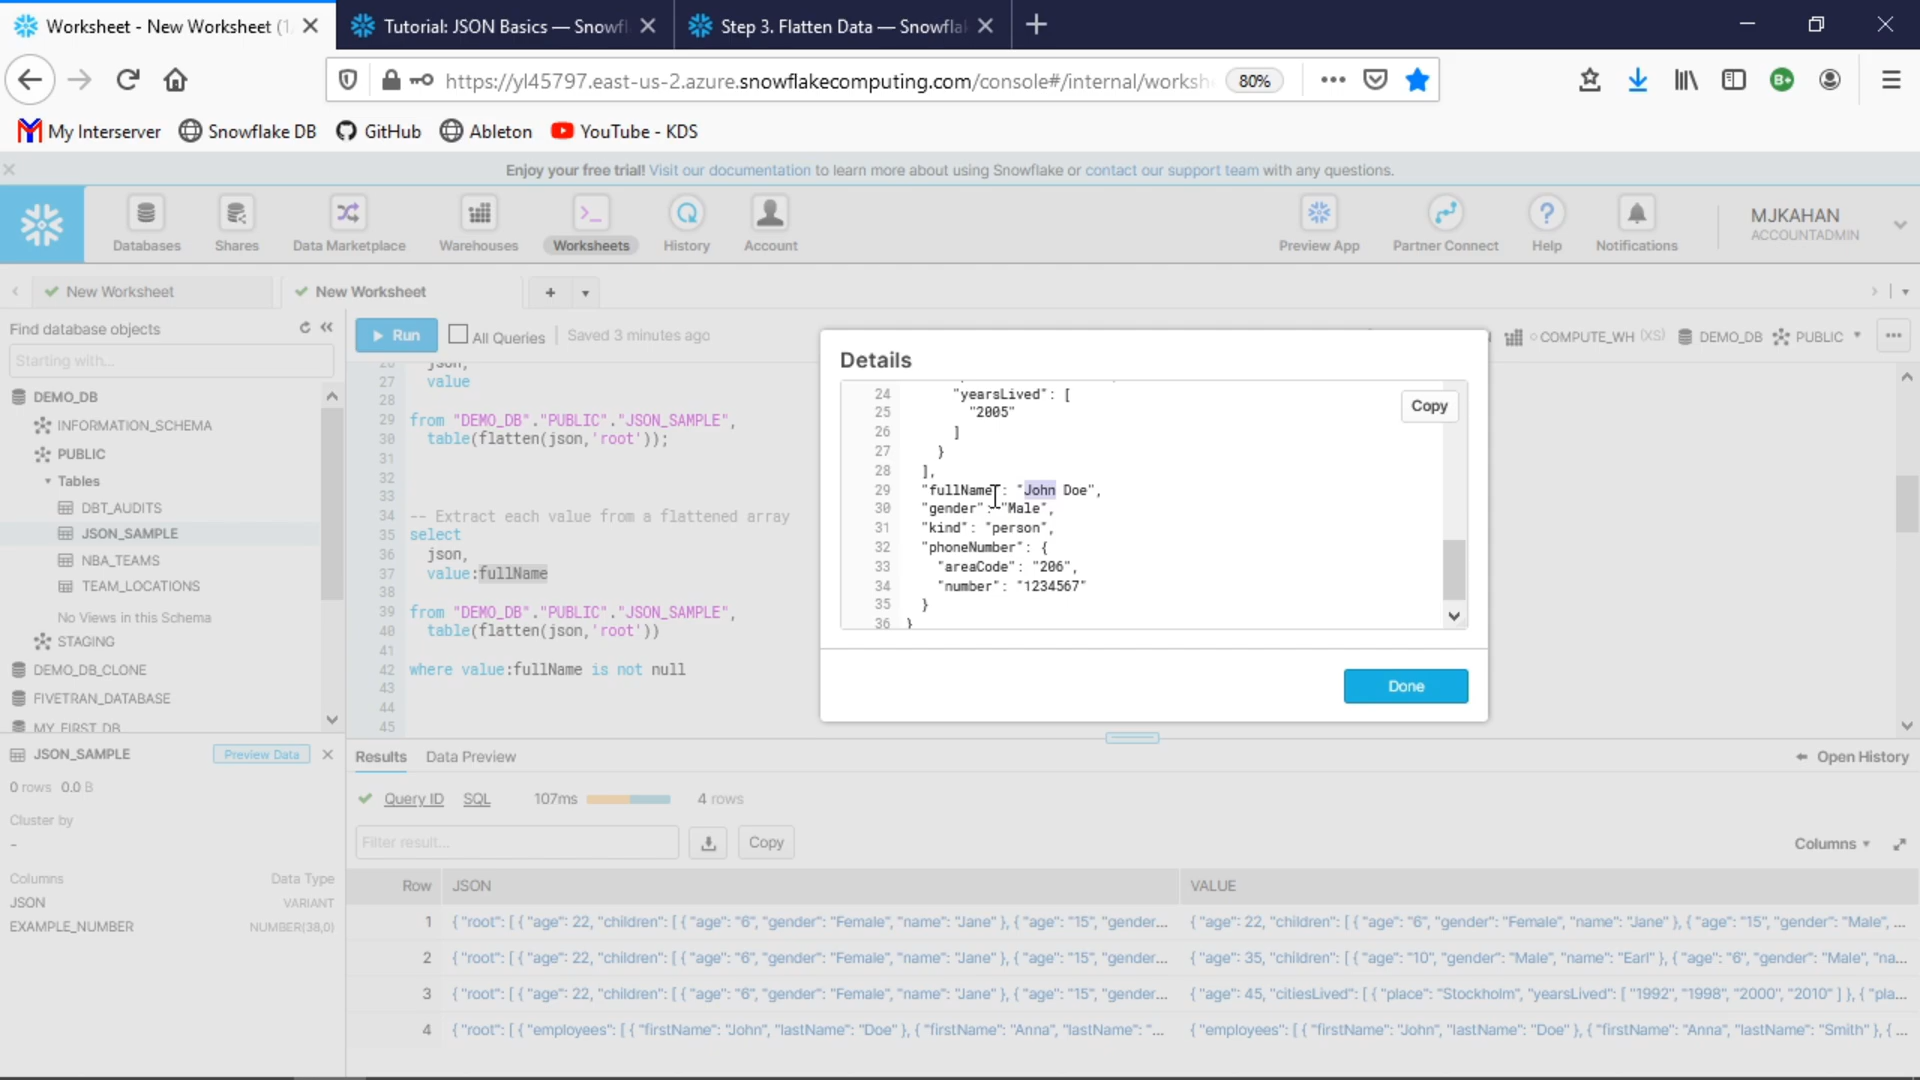 Worksheet - New Worksheet (1
Tutorial: JSON Basics — Snowfl
Step 3. Flatten Data — Snowfla
https://yl45797.east-us-2.azure.snowflakecomputing.com/console#/internal/worksh
80%
My Interserver
Snowflake DB
GitHub
Ableton
YouTube - KDS
Enjoy your free trial! Visit our documentation to learn more about using Snowflake or contact our support team with any questions.
Databases
Shares
Data Marketplace
Warehouses
Worksheets
History
Account
Preview App
Partner Connect
Help
Notifications
MJKAHAN
ACCOUNTADMIN
New Worksheet
New Worksheet
Find database objects
Starting with...
DEMO_DB
INFORMATION_SCHEMA
PUBLIC
Tables
DBT_AUDITS
JSON_SAMPLE
NBA_TEAMS
TEAM_LOCATIONS
No Views in this Schema
STAGING
DEMO_DB_CLONE
FIVETRAN_DATABASE
MY_FIRST_DB
Run
All Queries
Saved 3 minutes ago
COMPUTE_WH (XS)
DEMO_DB
PUBLIC
26 json,
27 value
28
29 from "DEMO_DB"."PUBLIC"."JSON_SAMPLE",
30 table(flatten(json,'root'));
31
32
33
34 -- Extract each value from a flattened array
35 select
36 json,
37 value:fullName
38
39 from "DEMO_DB"."PUBLIC"."JSON_SAMPLE",
40 table(flatten(json,'root'))
41
42 where value:fullName is not null
43
44
45
Details
Copy
24 "yearsLived": [
25 "2005"
26 ]
27 }
28 ],
29 "fullName": "John Doe",
30 "gender": "Male",
31 "kind": "person",
32 "phoneNumber": {
33 "areaCode": "206",
34 "number": "1234567"
35 }
36 }
Done
JSON_SAMPLE
Preview Data
0 rows 0.0 B
Cluster by
-
Columns Data Type
JSON VARIANT
EXAMPLE_NUMBER NUMBER(38,0)
Results
Data Preview
Open History
Query ID
SQL
107ms
4 rows
Filter result...
Copy
Columns
Row JSON VALUE
1 { "root": [ { "age": 22, "children": [ { "age": "6", "gender": "Female", "name": "Jane" }, { "age": "15", "gender... { "age": 22, "children": [ { "age": "6", "gender": "Female", "name": "Jane" }, { "age": "15", "gender": "Male", ...
2 { "root": [ { "age": 22, "children": [ { "age": "6", "gender": "Female", "name": "Jane" }, { "age": "15", "gender... { "age": 35, "children": [ { "age": "10", "gender": "Male", "name": "Earl" }, { "age": "6", "gender": "Male", "na...
3 { "root": [ { "age": 22, "children": [ { "age": "6", "gender": "Female", "name": "Jane" }, { "age": "15", "gender... { "age": 45, "citiesLived": [ { "place": "Stockholm", "yearsLived": [ "1992", "1998", "2000", "2010" ] }, { "pla...
4 { "root": [ { "employees": [ { "firstName": "John", "lastName": "Doe" }, { "firstName": "Anna", "lastName": "... { "employees": [ { "firstName": "John", "lastName": "Doe" }, { "firstName": "Anna", "lastName": "Smith" }, { ...